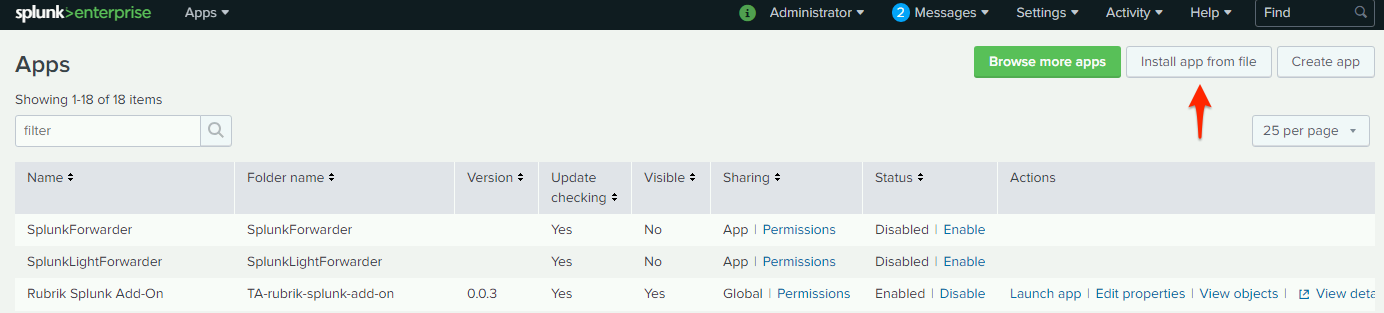 splunk>enterprise Apps i Administrator 2 Messages Settings Activity Help Find
Apps Browse more apps Install app from file Create app
Showing 1-18 of 18 items
filter 25 per page
Name Folder name Version Update checking Visible Sharing Status Actions
SplunkForwarder SplunkForwarder Yes No App | Permissions Disabled | Enable
SplunkLightForwarder SplunkLightForwarder Yes No App | Permissions Disabled | Enable
Rubrik Splunk Add-On TA-rubrik-splunk-add-on 0.0.3 Yes Yes Global | Permissions Enabled | Disable Launch app | Edit properties | View objects | View deta